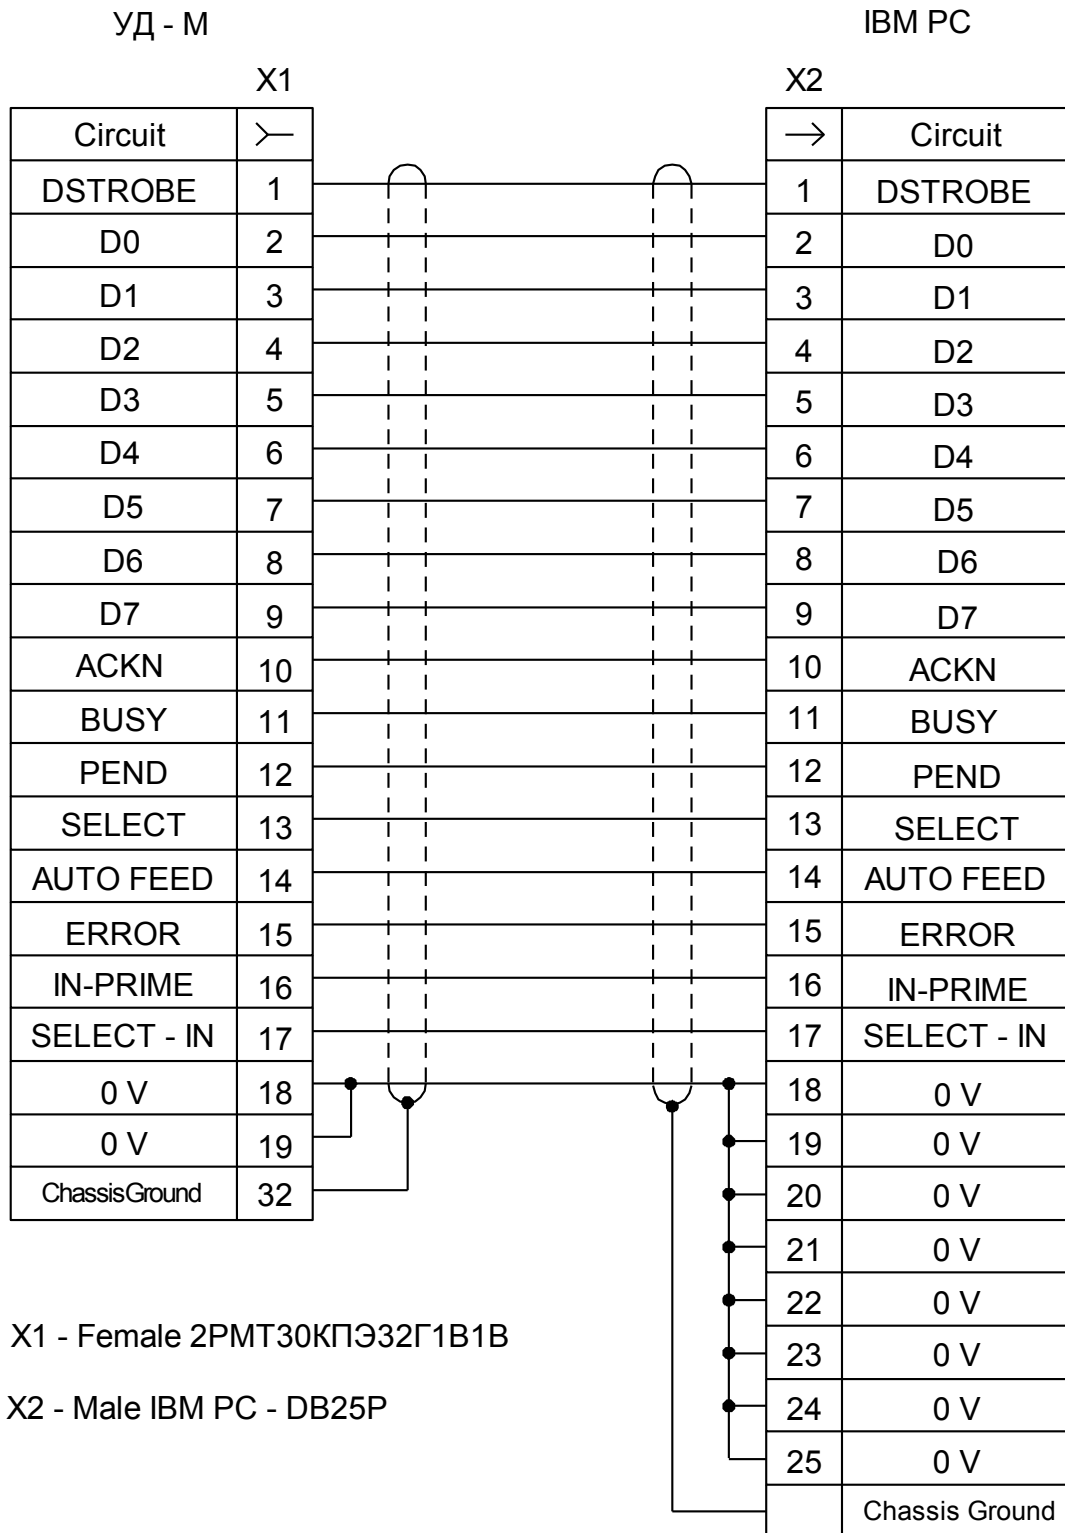 УД - М IBM PC
X1 X2
Circuit Circuit
DSTROBE 1 1 DSTROBE
D0 2 2 D0
D1 3 3 D1
D2 4 4 D2
D3 5 5 D3
D4 6 6 D4
D5 7 7 D5
D6 8 8 D6
D7 9 9 D7
ACKN 10 10 ACKN
BUSY 11 11 BUSY
PEND 12 12 PEND
SELECT 13 13 SELECT
AUTO FEED 14 14 AUTO FEED
ERROR 15 15 ERROR
IN-PRIME 16 16 IN-PRIME
SELECT - IN 17 17 SELECT - IN
0 V 18 18 0 V
0 V 19 19 0 V
ChassisGround 32 20 0 V
21 0 V
22 0 V
X1 - Female 2РМТ30КПЭ32Г1В1В 23 0 V
X2 - Male IBM PC - DB25P 24 0 V
25 0 V
Chassis Ground